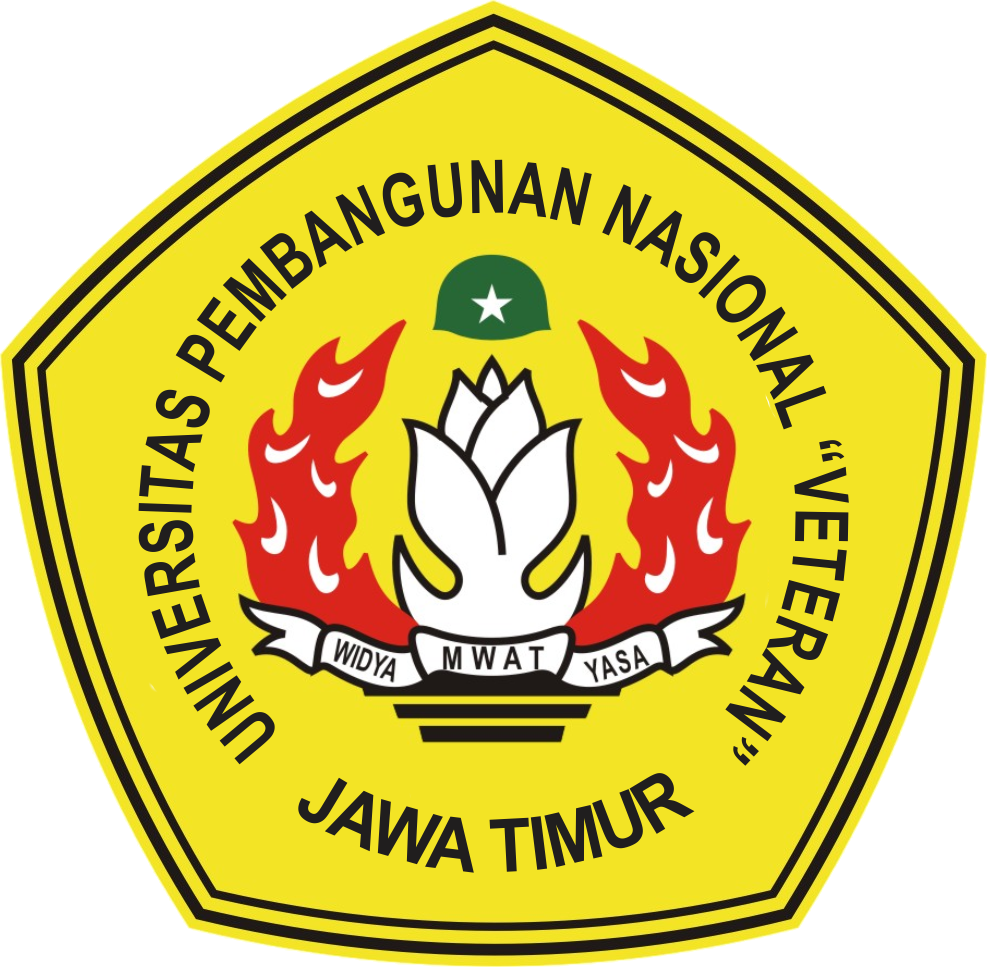 UNIVERSITAS PEMBANGUNAN NASIONAL “VETERAN”
WIDYA MWAT YASA
JAWA TIMUR